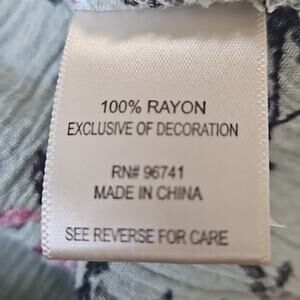 100% RAYON
EXCLUSIVE OF DECORATION
RN# 96741
MADE IN CHINA
SEE REVERSE FOR CARE